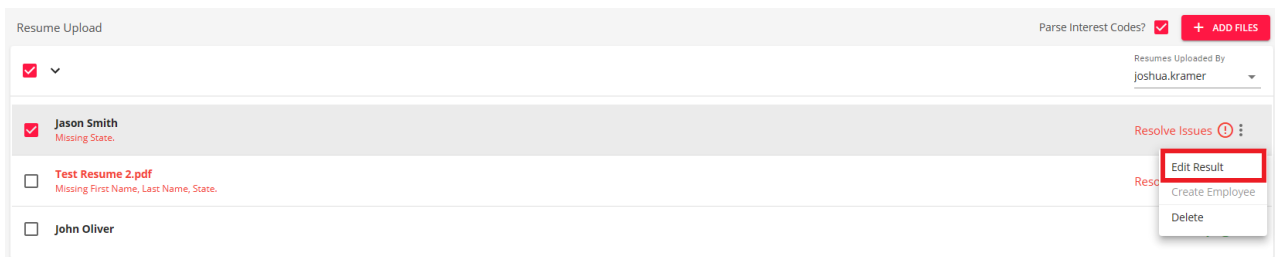 Resume Upload
Parse Interest Codes?
+ ADD FILES
Resumes Uploaded By
joshua.kramer
Jason Smith
Missing State.
Resolve Issues
Edit Result
Test Resume 2.pdf
Missing First Name, Last Name, State.
Create Employee
Delete
John Oliver